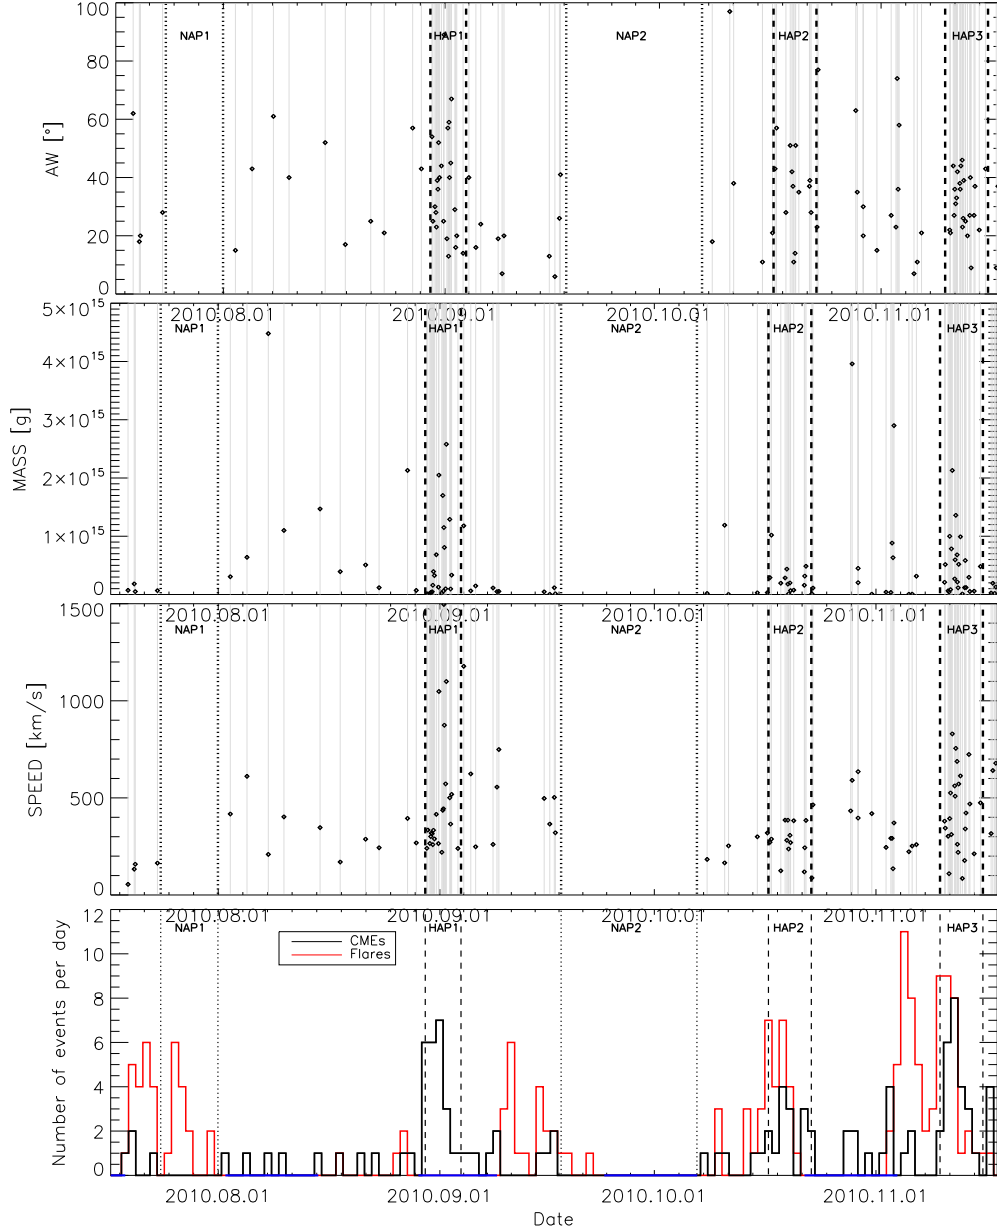 100
80
60
40
20
0
AW [°]
NAP1
HAP1
NAP2
HAP2
HAP3
2010.08.01
2010.09.01
2010.10.01
2010.11.01
5×10¹⁵
4×10¹⁵
3×10¹⁵
2×10¹⁵
1×10¹⁵
0
MASS [g]
NAP1
HAP1
NAP2
HAP2
HAP3
2010.08.01
2010.09.01
2010.10.01
2010.11.01
1500
1000
500
0
SPEED [km/s]
NAP1
HAP1
NAP2
HAP2
HAP3
2010.08.01
2010.09.01
2010.10.01
2010.11.01
12
10
8
6
4
2
0
Number of events per day
NAP1
HAP1
NAP2
HAP2
HAP3
CMEs
Flares
2010.08.01
2010.09.01
2010.10.01
2010.11.01
Date